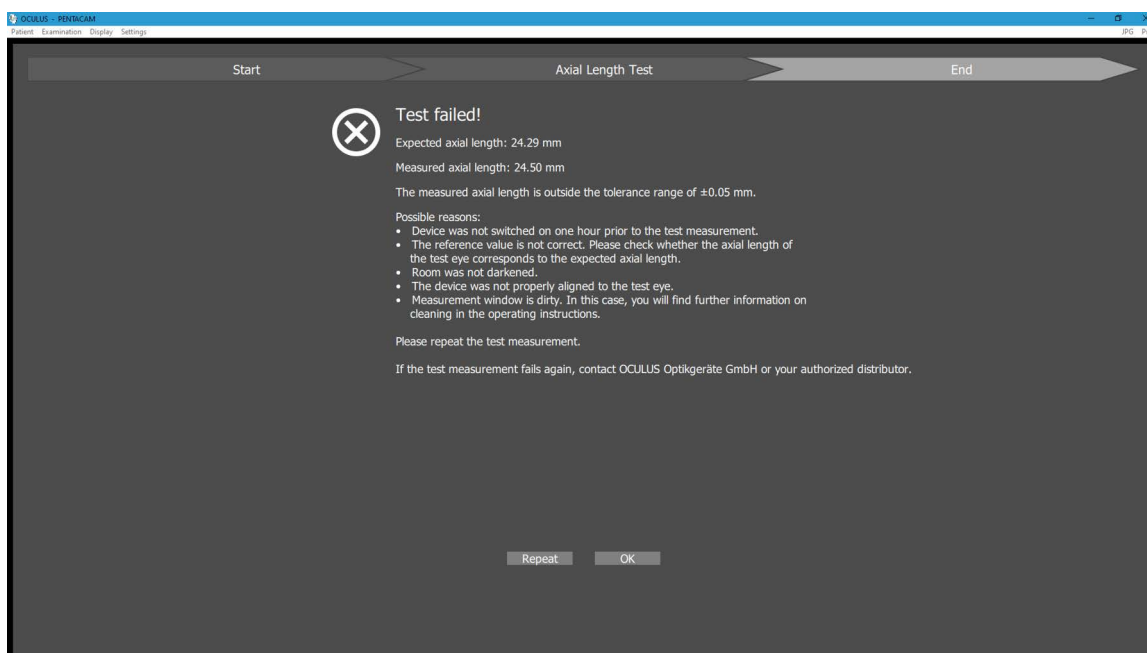 OCULUS - PENTACAM
Patient Examination Display Settings
JPG
Start
Axial Length Test
End
Test failed!
Expected axial length: 24.29 mm
Measured axial length: 24.50 mm
The measured axial length is outside the tolerance range of ±0.05 mm.
Possible reasons:
• Device was not switched on one hour prior to the test measurement.
• The reference value is not correct. Please check whether the axial length of
the test eye corresponds to the expected axial length.
• Room was not darkened.
• The device was not properly aligned to the test eye.
• Measurement window is dirty. In this case, you will find further information on
cleaning in the operating instructions.
Please repeat the test measurement.
If the test measurement fails again, contact OCULUS Optikgeräte GmbH or your authorized distributor.
Repeat
OK